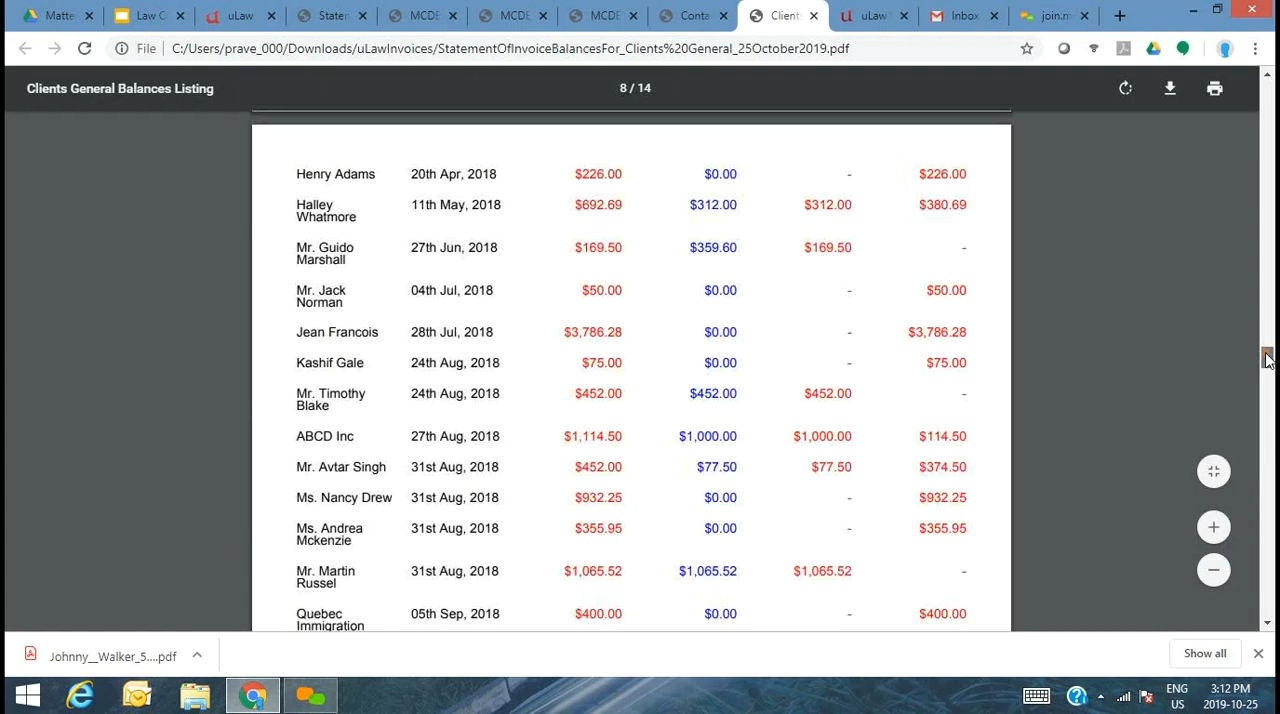 Matte
Law C
uLaw
Stater
MCDE
MCDE
MCDE
Conta
Client
uLaw
Inbox
join.m
File C:/Users/prave_000/Downloads/uLawInvoices/StatementOfInvoiceBalancesFor_Clients%20General_25October2019.pdf
Clients General Balances Listing 8 / 14
Henry Adams 20th Apr, 2018 $226.00 $0.00 - $226.00
Halley 11th May, 2018 $692.69 $312.00 $312.00 $380.69
Whatmore
Mr. Guido 27th Jun, 2018 $169.50 $359.60 $169.50 -
Marshall
Mr. Jack 04th Jul, 2018 $50.00 $0.00 - $50.00
Norman
Jean Francois 28th Jul, 2018 $3,786.28 $0.00 - $3,786.28
Kashif Gale 24th Aug, 2018 $75.00 $0.00 - $75.00
Mr. Timothy 24th Aug, 2018 $452.00 $452.00 $452.00 -
Blake
ABCD Inc 27th Aug, 2018 $1,114.50 $1,000.00 $1,000.00 $114.50
Mr. Avtar Singh 31st Aug, 2018 $452.00 $77.50 $77.50 $374.50
Ms. Nancy Drew 31st Aug, 2018 $932.25 $0.00 - $932.25
Ms. Andrea 31st Aug, 2018 $355.95 $0.00 - $355.95
Mckenzie
Mr. Martin 31st Aug, 2018 $1,065.52 $1,065.52 $1,065.52 -
Russel
Quebec 05th Sep, 2018 $400.00 $0.00 - $400.00
Immigration
Johnny__Walker_5....pdf
Show all
ENG 3:12 PM
US 2019-10-25